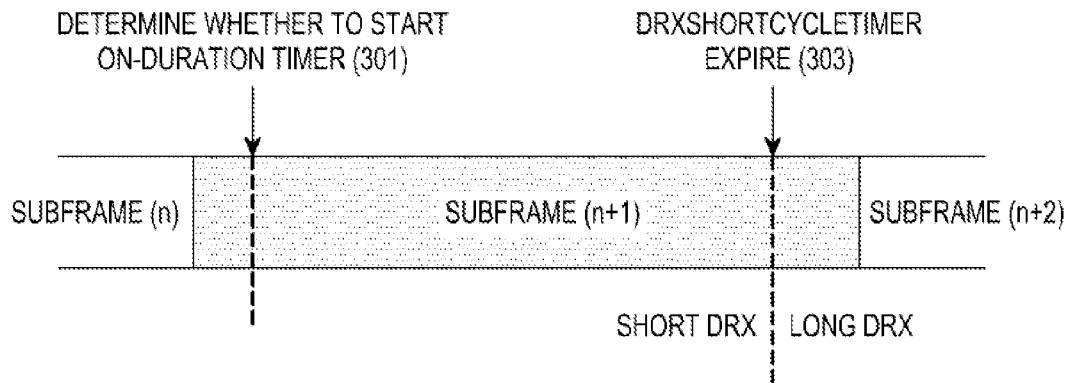 DETERMINE WHETHER TO START
ON-DURATION TIMER (301)
DRXSHORTCYCLETIMER
EXPIRE (303)
SUBFRAME (n)
SUBFRAME (n+1)
SUBFRAME (n+2)
SHORT DRX
LONG DRX